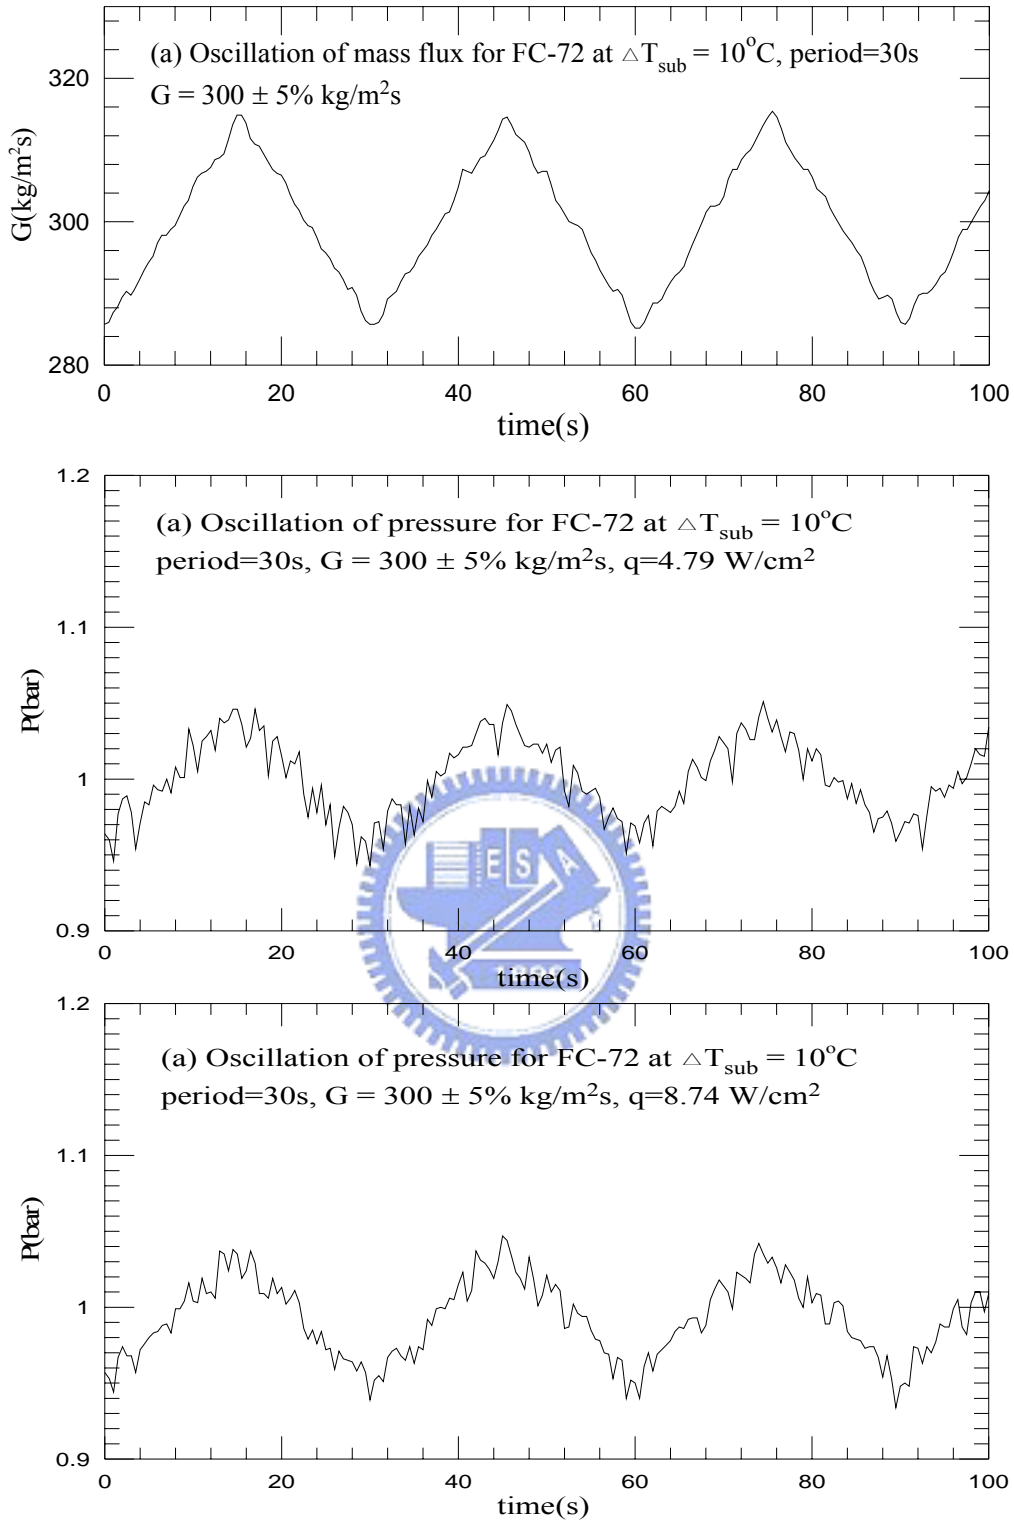 (a) Oscillation of mass flux for FC-72 at △Tsub = 10°C, period=30s
G = 300 ± 5% kg/m²s
G(kg/m²s)
320
300
280
0 20 40 60 80 100
time(s)
(a) Oscillation of pressure for FC-72 at △Tsub = 10°C
period=30s, G = 300 ± 5% kg/m²s, q=4.79 W/cm²
P(bar)
1.2
1.1
1
0.9
0 20 40 60 80 100
time(s)
E S A
(a) Oscillation of pressure for FC-72 at △Tsub = 10°C
period=30s, G = 300 ± 5% kg/m²s, q=8.74 W/cm²
P(bar)
1.2
1.1
1
0.9
0 20 40 60 80 100
time(s)